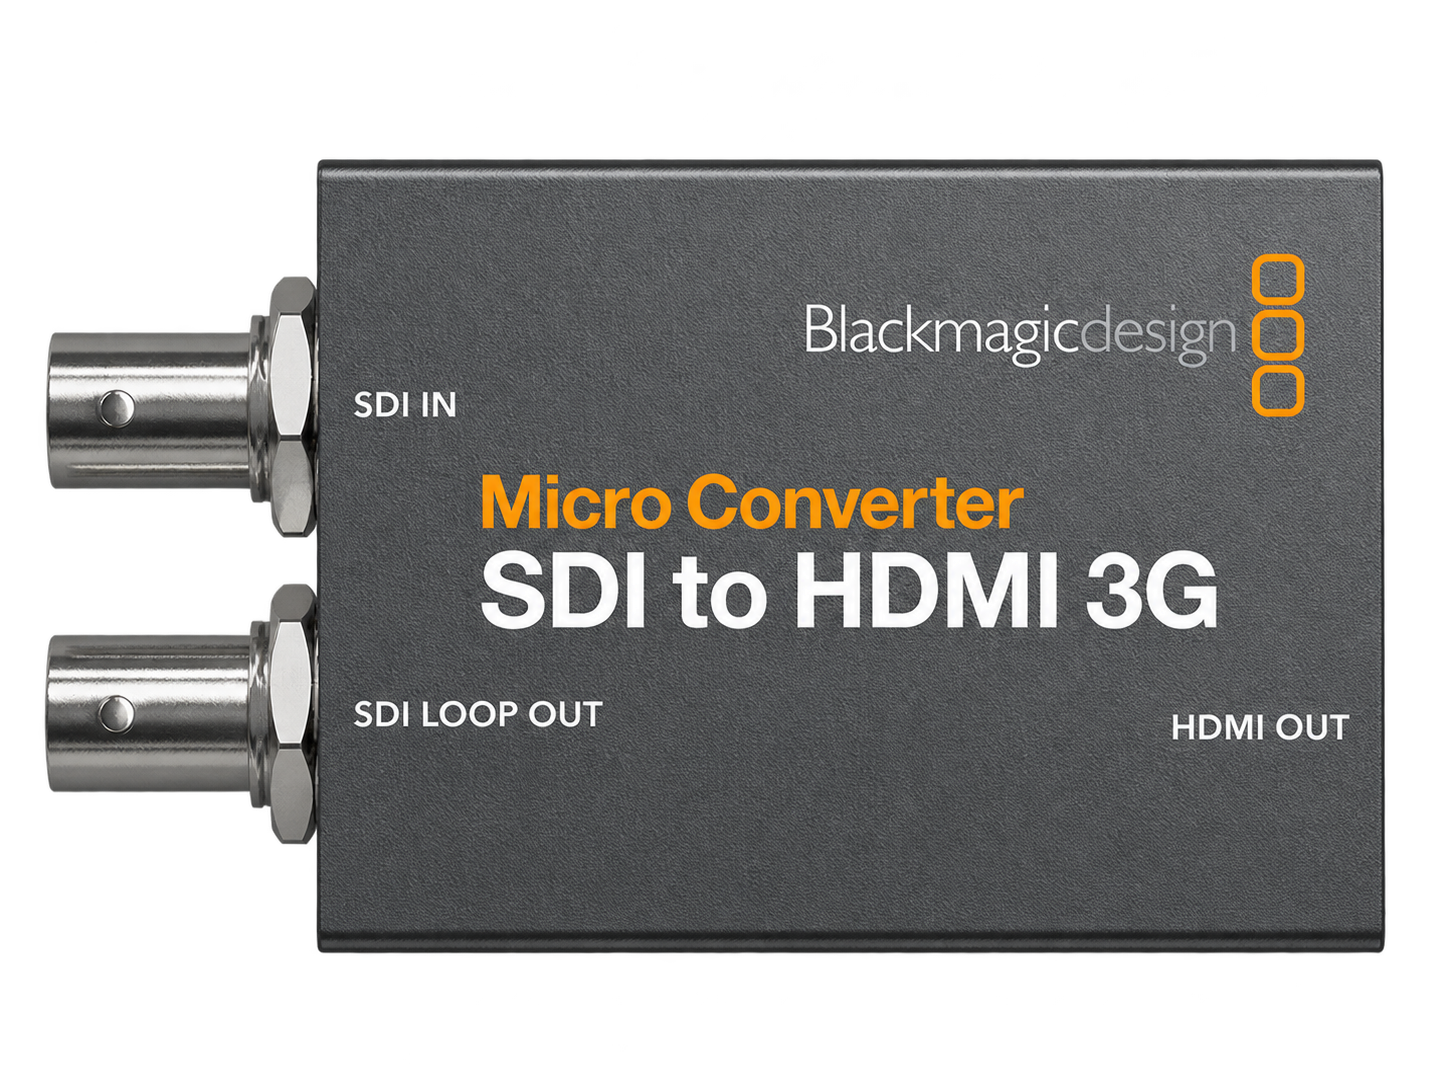 Blackmagicdesign
SDI IN
Micro Converter
SDI to HDMI 3G
SDI LOOP OUT
HDMI OUT